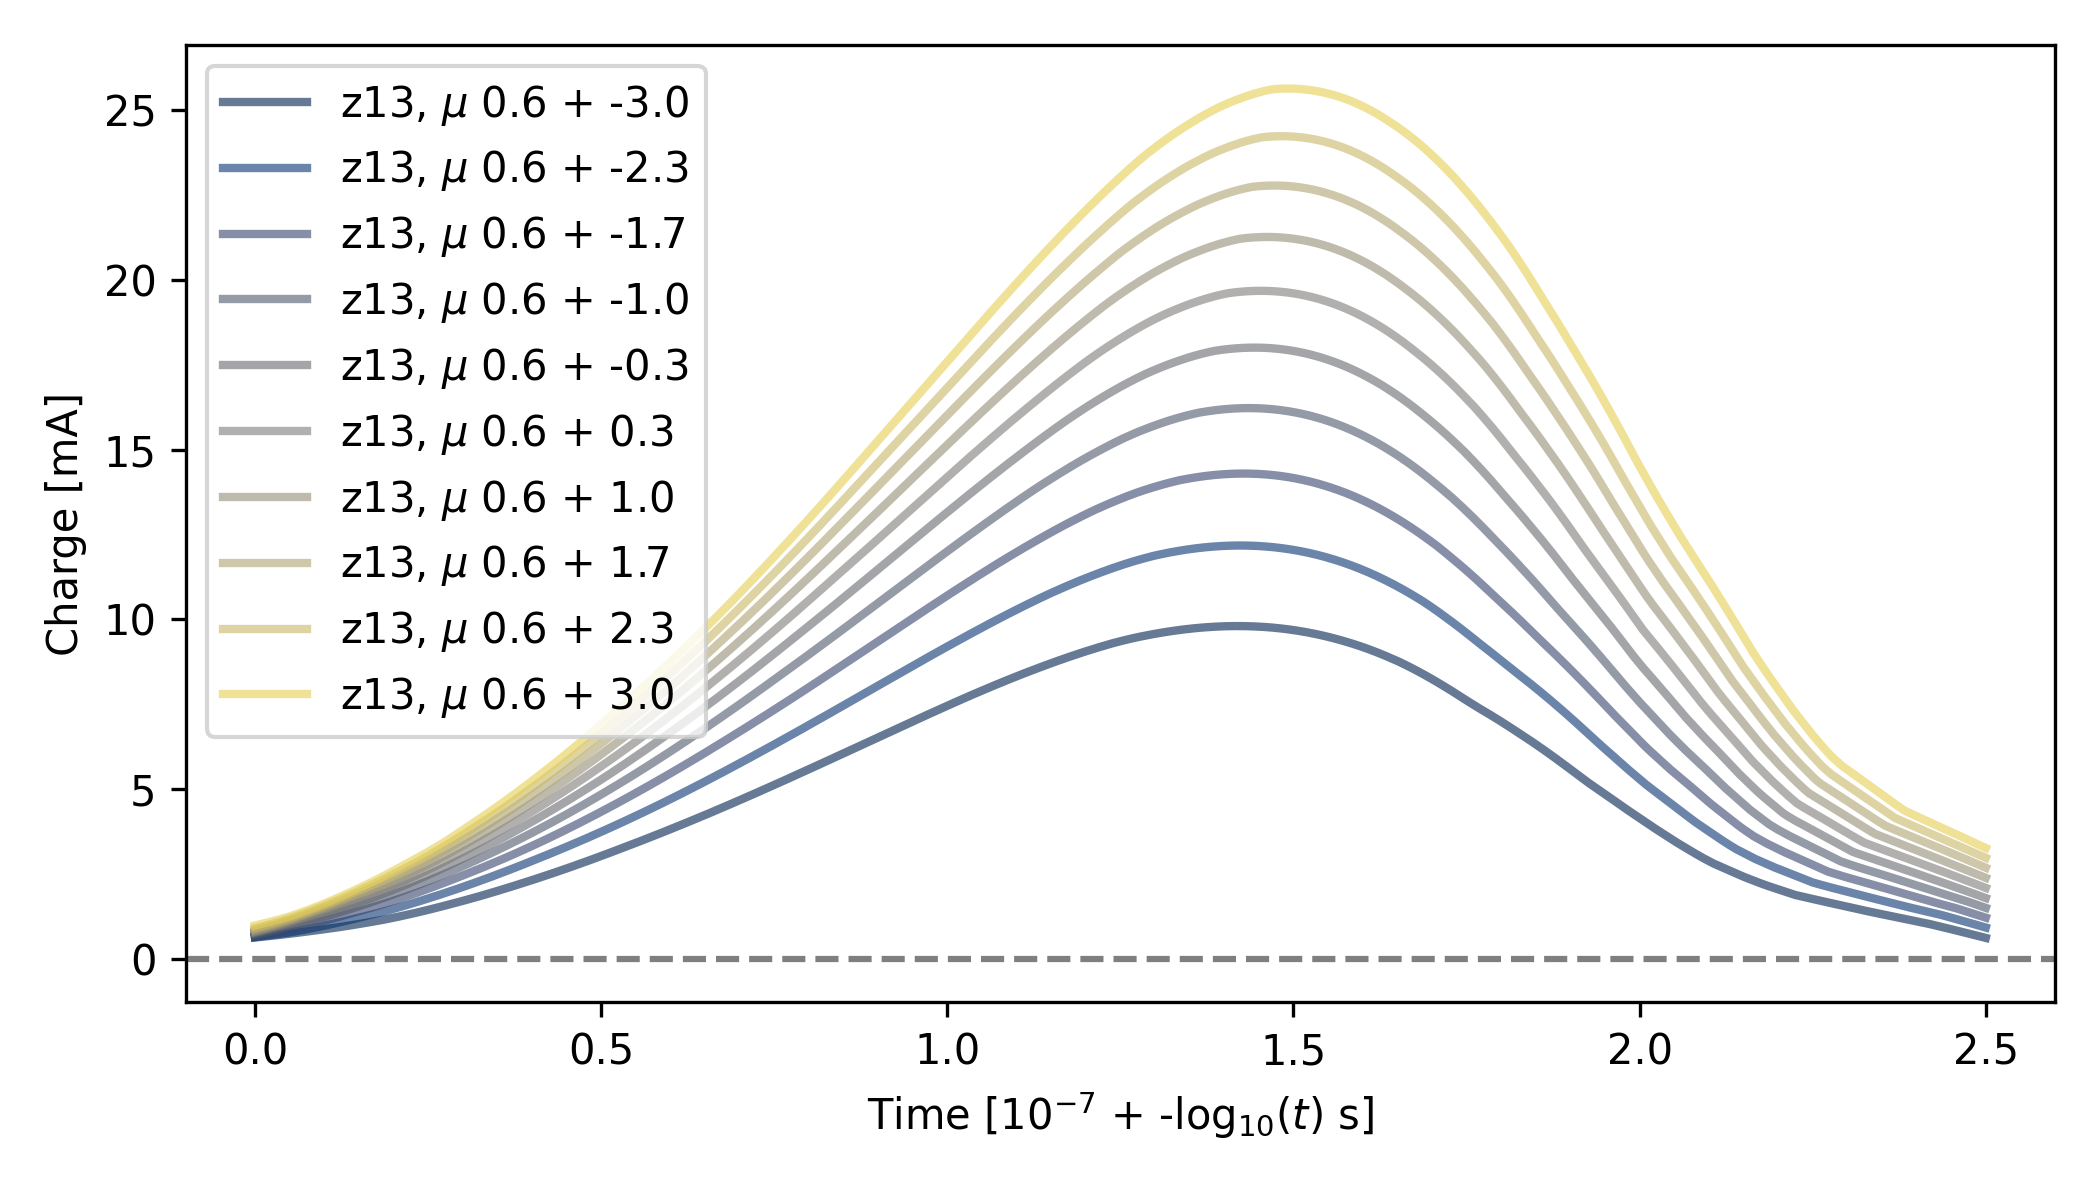 z13, μ 0.6 + -3.0
z13, μ 0.6 + -2.3
z13, μ 0.6 + -1.7
z13, μ 0.6 + -1.0
z13, μ 0.6 + -0.3
z13, μ 0.6 + 0.3
z13, μ 0.6 + 1.0
z13, μ 0.6 + 1.7
z13, μ 0.6 + 2.3
z13, μ 0.6 + 3.0
Charge [mA]
25
20
15
10
5
0
0.0 0.5 1.0 1.5 2.0 2.5
Time [10⁻⁷ + -log₁₀(t) s]